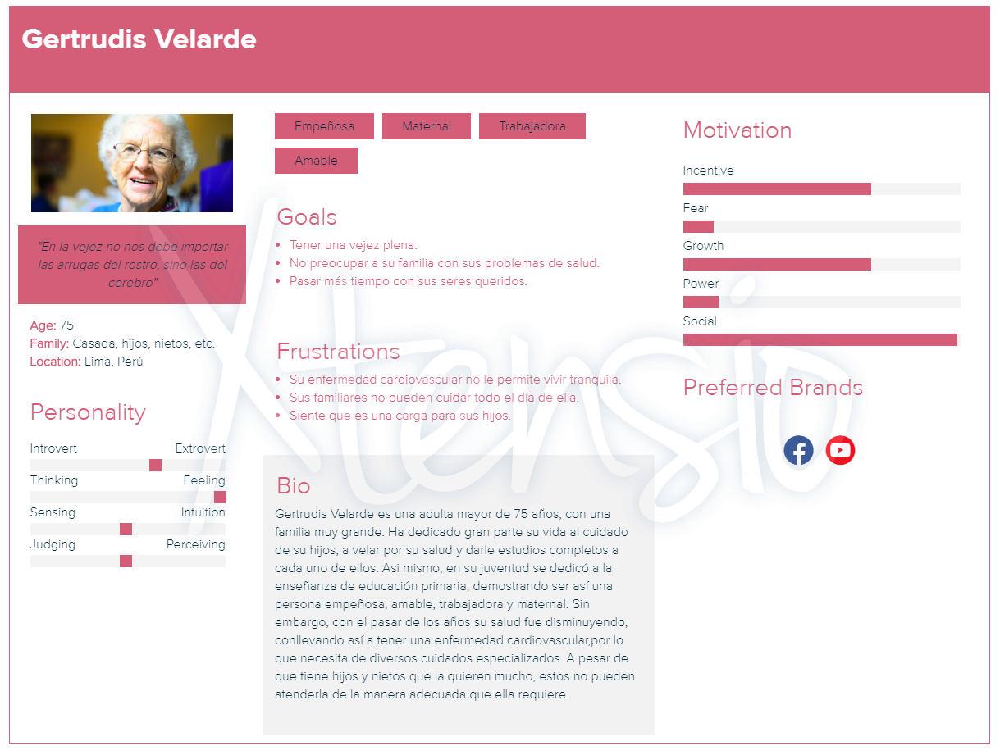 Gertrudis Velarde
"En la vejez no nos debe importar
las arrugas del rostro, sino las del
cerebro"
Age: 75
Family: Casada, hijos, nietos, etc.
Location: Lima, Perú
Personality
Introvert Extrovert
Thinking Feeling
Sensing Intuition
Judging Perceiving
Empeñosa Maternal Trabajadora
Amable
Goals
• Tener una vejez plena.
• No preocupar a su familia con sus problemas de salud.
• Pasar más tiempo con sus seres queridos.
Frustrations
• Su enfermedad cardiovascular no le permite vivir tranquila.
• Sus familiares no pueden cuidar todo el día de ella.
• Siente que es una carga para sus hijos.
Bio
Gertrudis Velarde es una adulta mayor de 75 años, con una
familia muy grande. Ha dedicado gran parte su vida al cuidado
de su hijos, a velar por su salud y darle estudios completos a
cada uno de ellos. Asi mismo, en su juventud se dedicó a la
enseñanza de educación primaria, demostrando ser así una
persona empeñosa, amable, trabajadora y maternal. Sin
embargo, con el pasar de los años su salud fue disminuyendo,
conllevando así a tener una enfermedad cardiovascular,por lo
que necesita de diversos cuidados especializados. A pesar de
que tiene hijos y nietos que la quieren mucho, estos no pueden
atenderla de la manera adecuada que ella requiere.
Motivation
Incentive
Fear
Growth
Power
Social
Preferred Brands
Xtensio